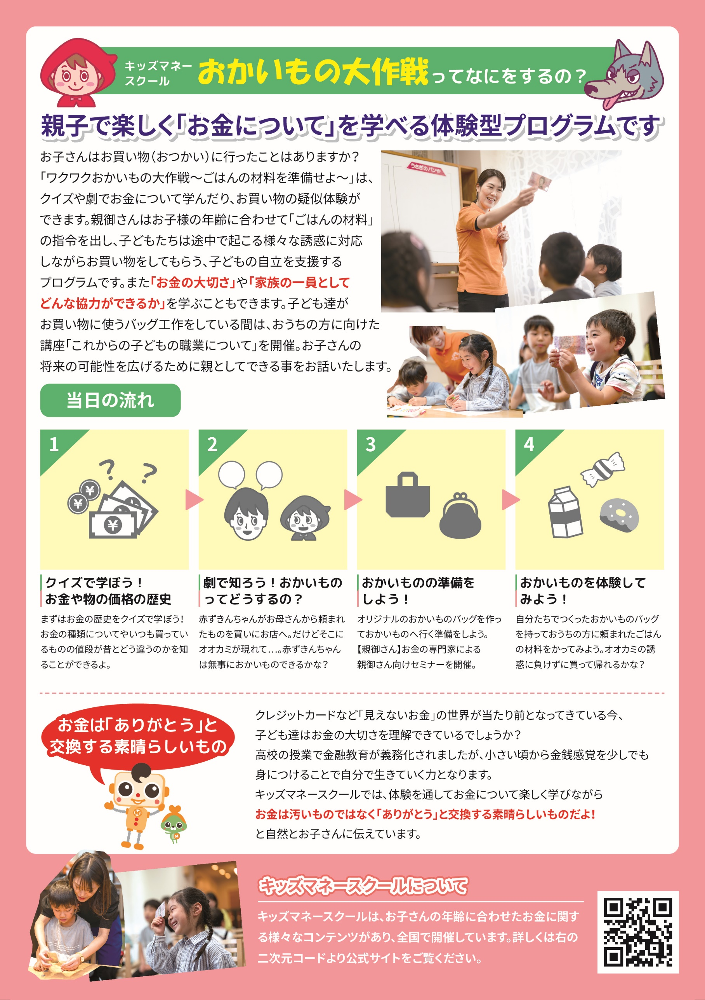 キッズマネー
スクール
おかいもの大作戦ってなにをするの？
親子で楽しく「お金について」を学べる体験型プログラムです
お子さんはお買い物（おつかい）に行ったことはありますか？
「ワクワクおかいもの大作戦～ごはんの材料を準備せよ～」は、
クイズや劇でお金について学んだり、お買い物の疑似体験が
できます。親御さんはお子様の年齢に合わせて「ごはんの材料」
の指令を出し、子どもたちは途中で起こる様々な誘惑に対応
しながらお買い物をしてもらう、子どもの自立を支援する
プログラムです。また「お金の大切さ」や「家族の一員として
どんな協力ができるか」を学ぶこともできます。子ども達が
お買い物に使うバッグ工作をしている間は、おうちの方に向けた
講座「これからの子どもの職業について」を開催。お子さんの
将来の可能性を広げるために親としてできる事をお話いたします。
うさぎのパンや
当日の流れ
1
クイズで学ぼう！
お金や物の価格の歴史
まずはお金の歴史をクイズで学ぼう！
お金の種類についてやいつも買ってい
るものの値段が昔とどう違うのかを知
ることができるよ。
2
劇で知ろう！おかいもの
ってどうするの？
赤ずきんちゃんがお母さんから頼まれ
たものを買いにお店へ。だけどそこに
オオカミが現れて…。赤ずきんちゃん
は無事におかいものできるかな？
3
おかいものの準備を
しよう！
オリジナルのおかいものバッグを作っ
ておかいものへ行く準備をしよう。
【親御さん】お金の専門家による
親御さん向けセミナーを開催。
4
おかいものを体験して
みよう！
自分たちでつくったおかいものバッグ
を持っておうちの方に頼まれたごはん
の材料をかってみよう。オオカミの誘
惑に負けずに買って帰れるかな？
お金は「ありがとう」と
交換する素晴らしいもの
クレジットカードなど「見えないお金」の世界が当たり前となってきている今、
子ども達はお金の大切さを理解できているでしょうか？
高校の授業で金融教育が義務化されましたが、小さい頃から金銭感覚を少しでも
身につけることで自分で生きていく力となります。
キッズマネースクールでは、体験を通してお金について楽しく学びながら
お金は汚いものではなく「ありがとう」と交換する素晴らしいものだよ！
と自然とお子さんに伝えています。
キッズマネースクールについて
キッズマネースクールは、お子さんの年齢に合わせたお金に関す
る様々なコンテンツがあり、全国で開催しています。詳しくは右の
二次元コードより公式サイトをご覧ください。